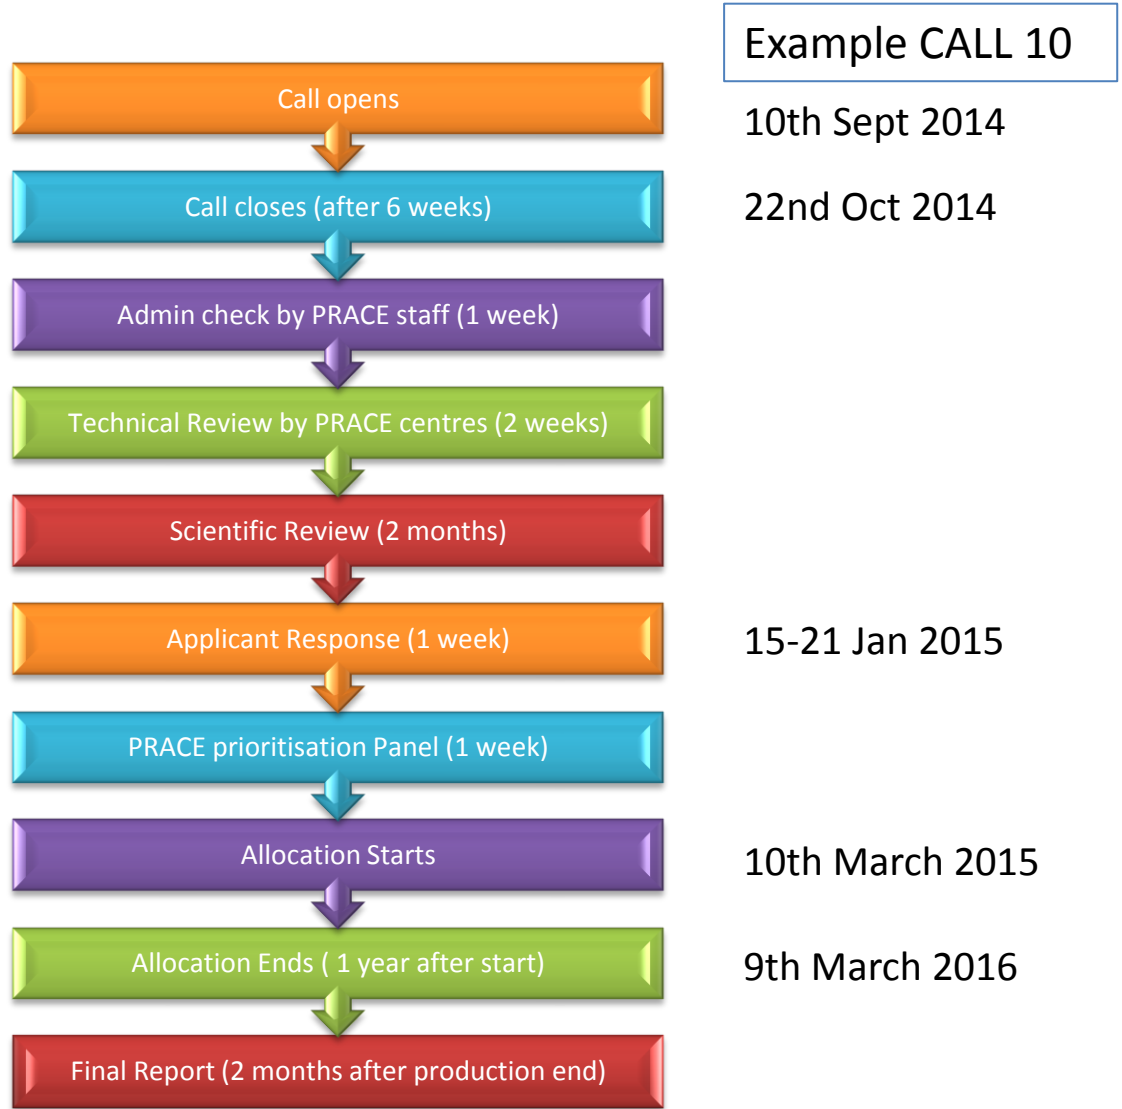 Example CALL 10
Call opens
10th Sept 2014
Call closes (after 6 weeks)
22nd Oct 2014
Admin check by PRACE staff (1 week)
Technical Review by PRACE centres (2 weeks)
Scientific Review (2 months)
Applicant Response (1 week)
15-21 Jan 2015
PRACE prioritisation Panel (1 week)
Allocation Starts
10th March 2015
Allocation Ends ( 1 year after start)
9th March 2016
Final Report (2 months after production end)